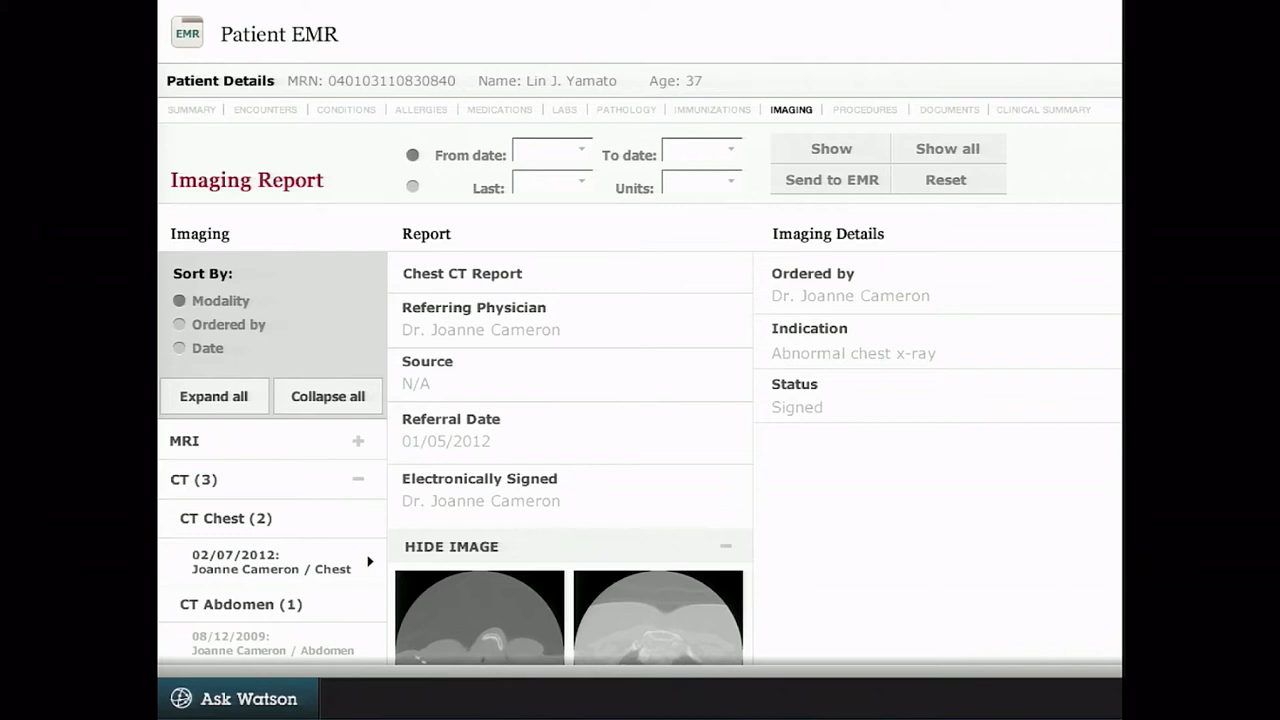 EMR
Patient EMR
Patient Details MRN: 040103110830840 Name: Lin J. Yamato Age: 37
SUMMARY | ENCOUNTERS | CONDITIONS | ALLERGIES | MEDICATIONS | LABS | PATHOLOGY | IMMUNIZATIONS | IMAGING | PROCEDURES | DOCUMENTS | CLINICAL SUMMARY
Imaging Report
From date: To date:
Last: Units:
Show Show all
Send to EMR Reset
Imaging
Sort By:
Modality
Ordered by
Date
Expand all Collapse all
MRI +
CT (3) −
CT Chest (2)
02/07/2012:
Joanne Cameron / Chest
CT Abdomen (1)
08/12/2009:
Joanne Cameron / Abdomen
Report
Chest CT Report
Referring Physician
Dr. Joanne Cameron
Source
N/A
Referral Date
01/05/2012
Electronically Signed
Dr. Joanne Cameron
HIDE IMAGE −
Imaging Details
Ordered by
Dr. Joanne Cameron
Indication
Abnormal chest x-ray
Status
Signed
Ask Watson